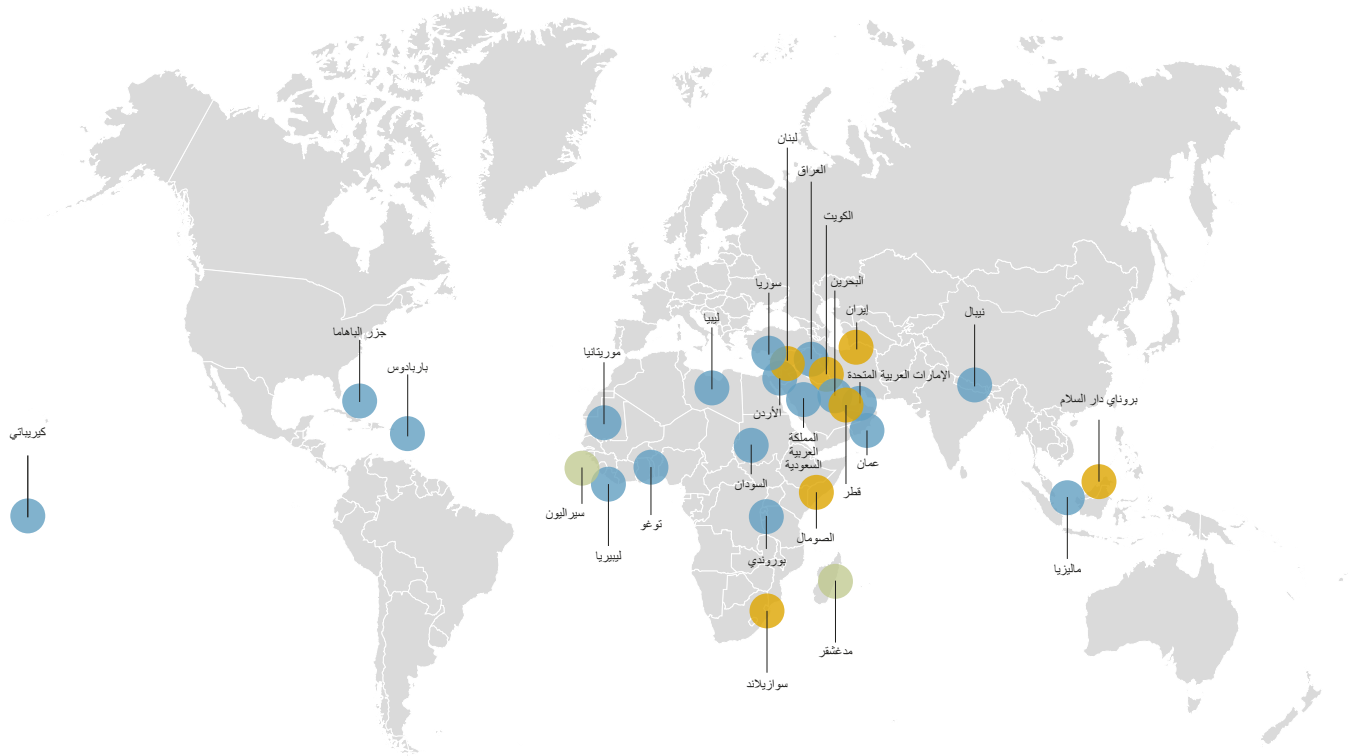 لبنان
العراق
الكويت
البحرين
سوريا
إيران
نيبال
ليبيا
جزر الباهاما
موريتانيا
باربادوس
الإمارات العربية المتحدة
بروناي دار السلام
الأردن
كيريباتي
المملكة
العربية
السعودية
عمان
السودان
قطر
سيراليون
توغو
الصومال
ليبيريا
بوروندي
ماليزيا
مدغشقر
سوازيلاند